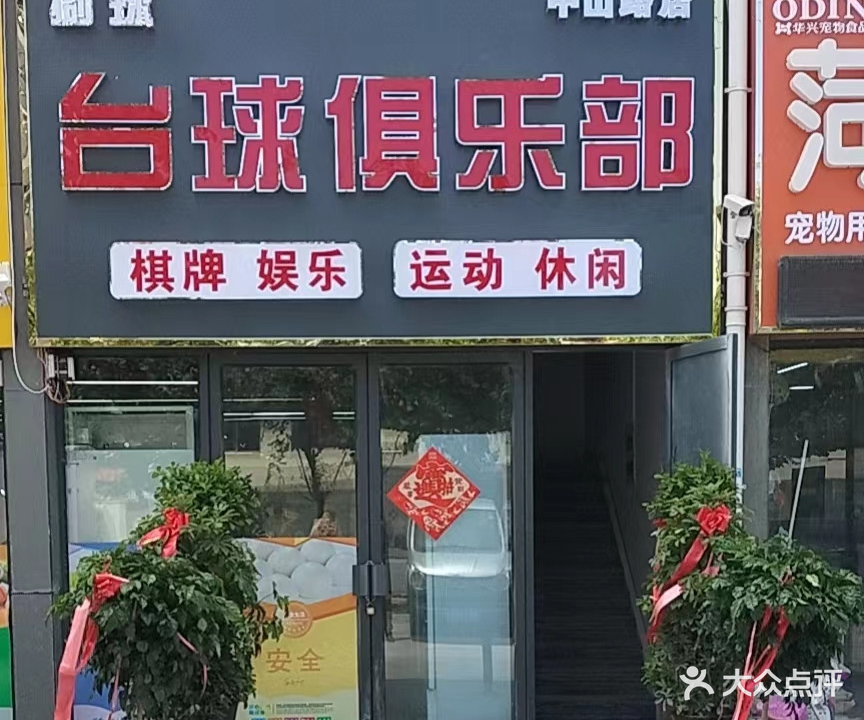 中山路店
台球俱乐部
棋牌 娱乐
运动 休闲
ODIN
华兴宠物食品
宠物用
安全
大众点评